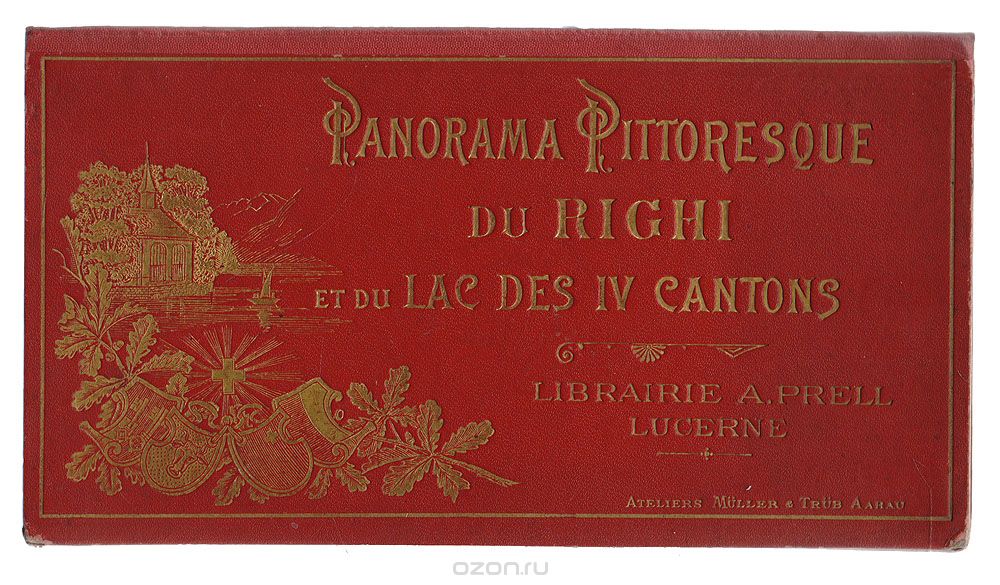 PANORAMA PITTORESQUE
DU RIGHI
ET DU LAC DES IV CANTONS
LIBRAIRIE A. PRELL
LUCERNE
ATELIERS MÜLLER & TRÜB AARAU
ozon.ru